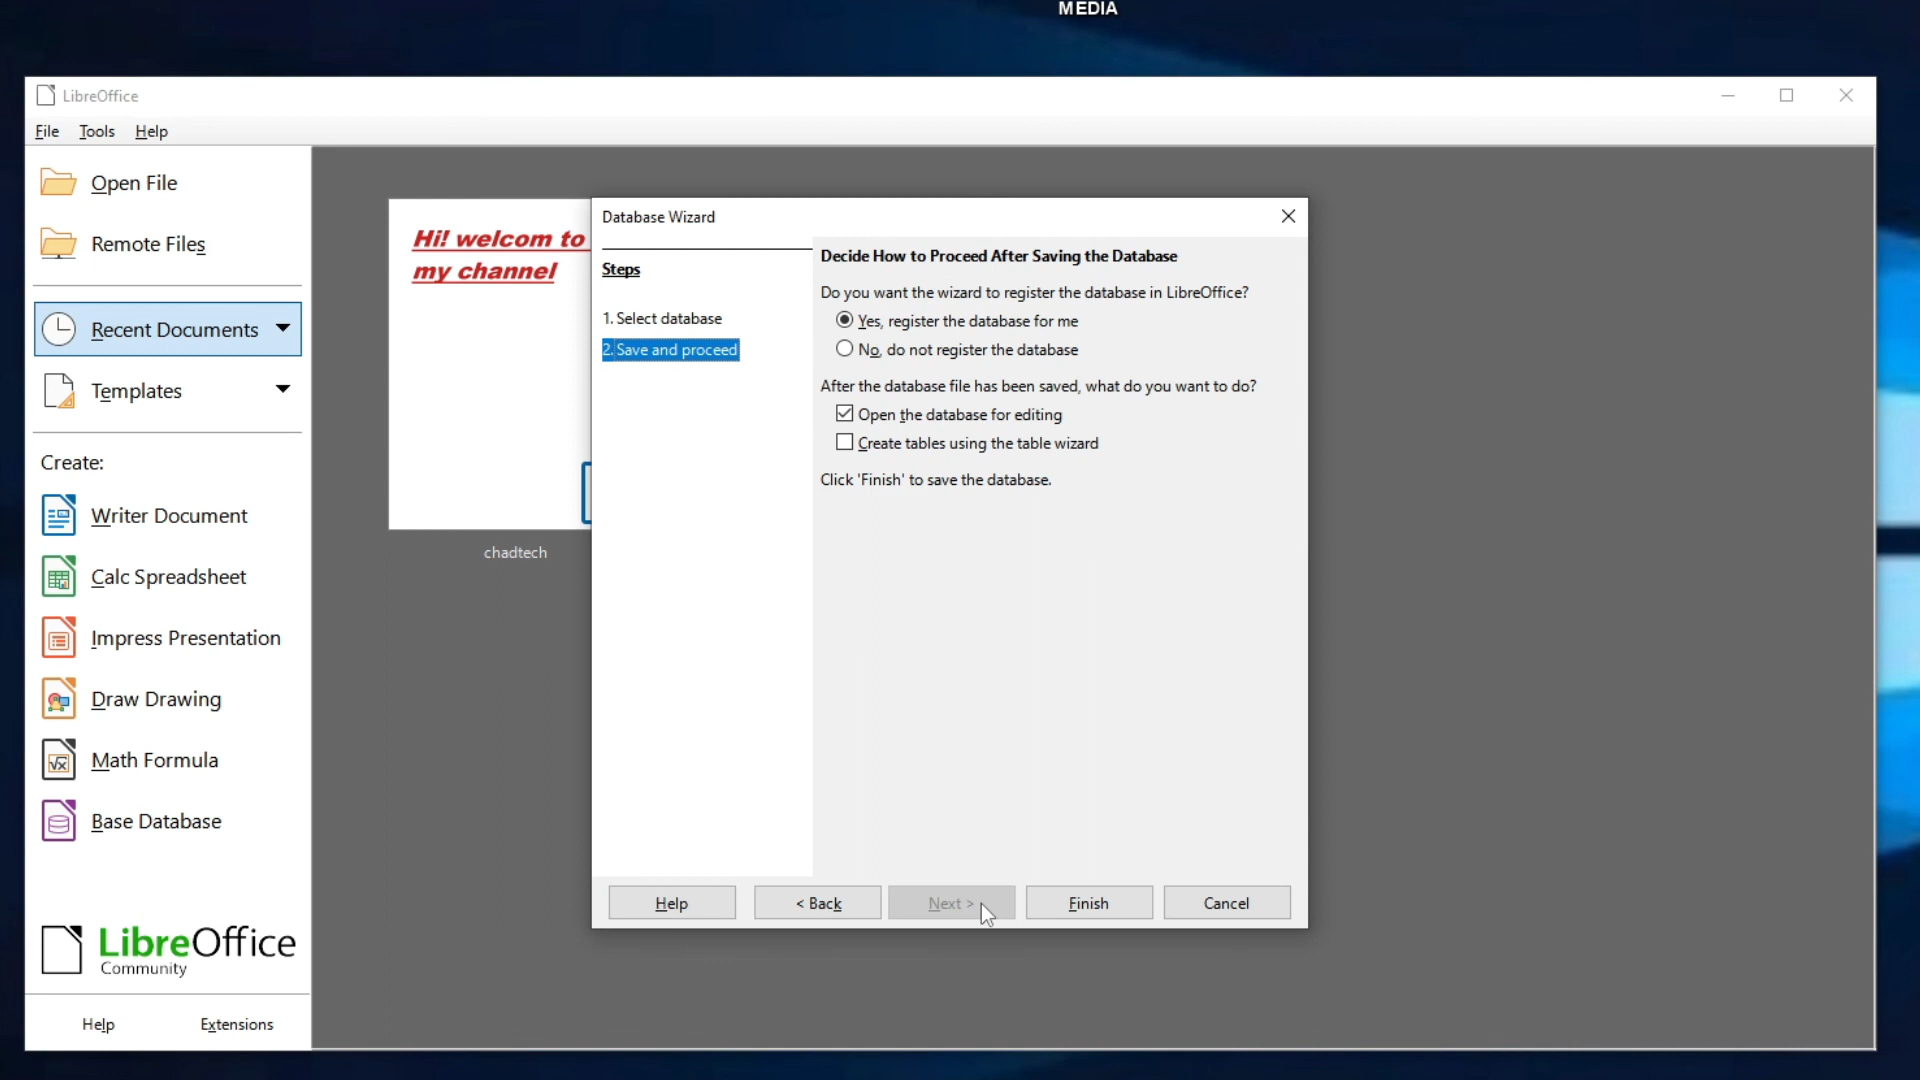 MEDIA
LibreOffice
File Tools Help
Open File
Remote Files
Recent Documents
Templates
Create:
Writer Document
Calc Spreadsheet
Impress Presentation
Draw Drawing
Math Formula
Base Database
LibreOffice
Community
Help Extensions
Hi! welcom to
my channel
chadtech
Database Wizard
Steps
1. Select database
2. Save and proceed
Decide How to Proceed After Saving the Database
Do you want the wizard to register the database in LibreOffice?
Yes, register the database for me
No, do not register the database
After the database file has been saved, what do you want to do?
Open the database for editing
Create tables using the table wizard
Click 'Finish' to save the database.
Help < Back Next > Finish Cancel